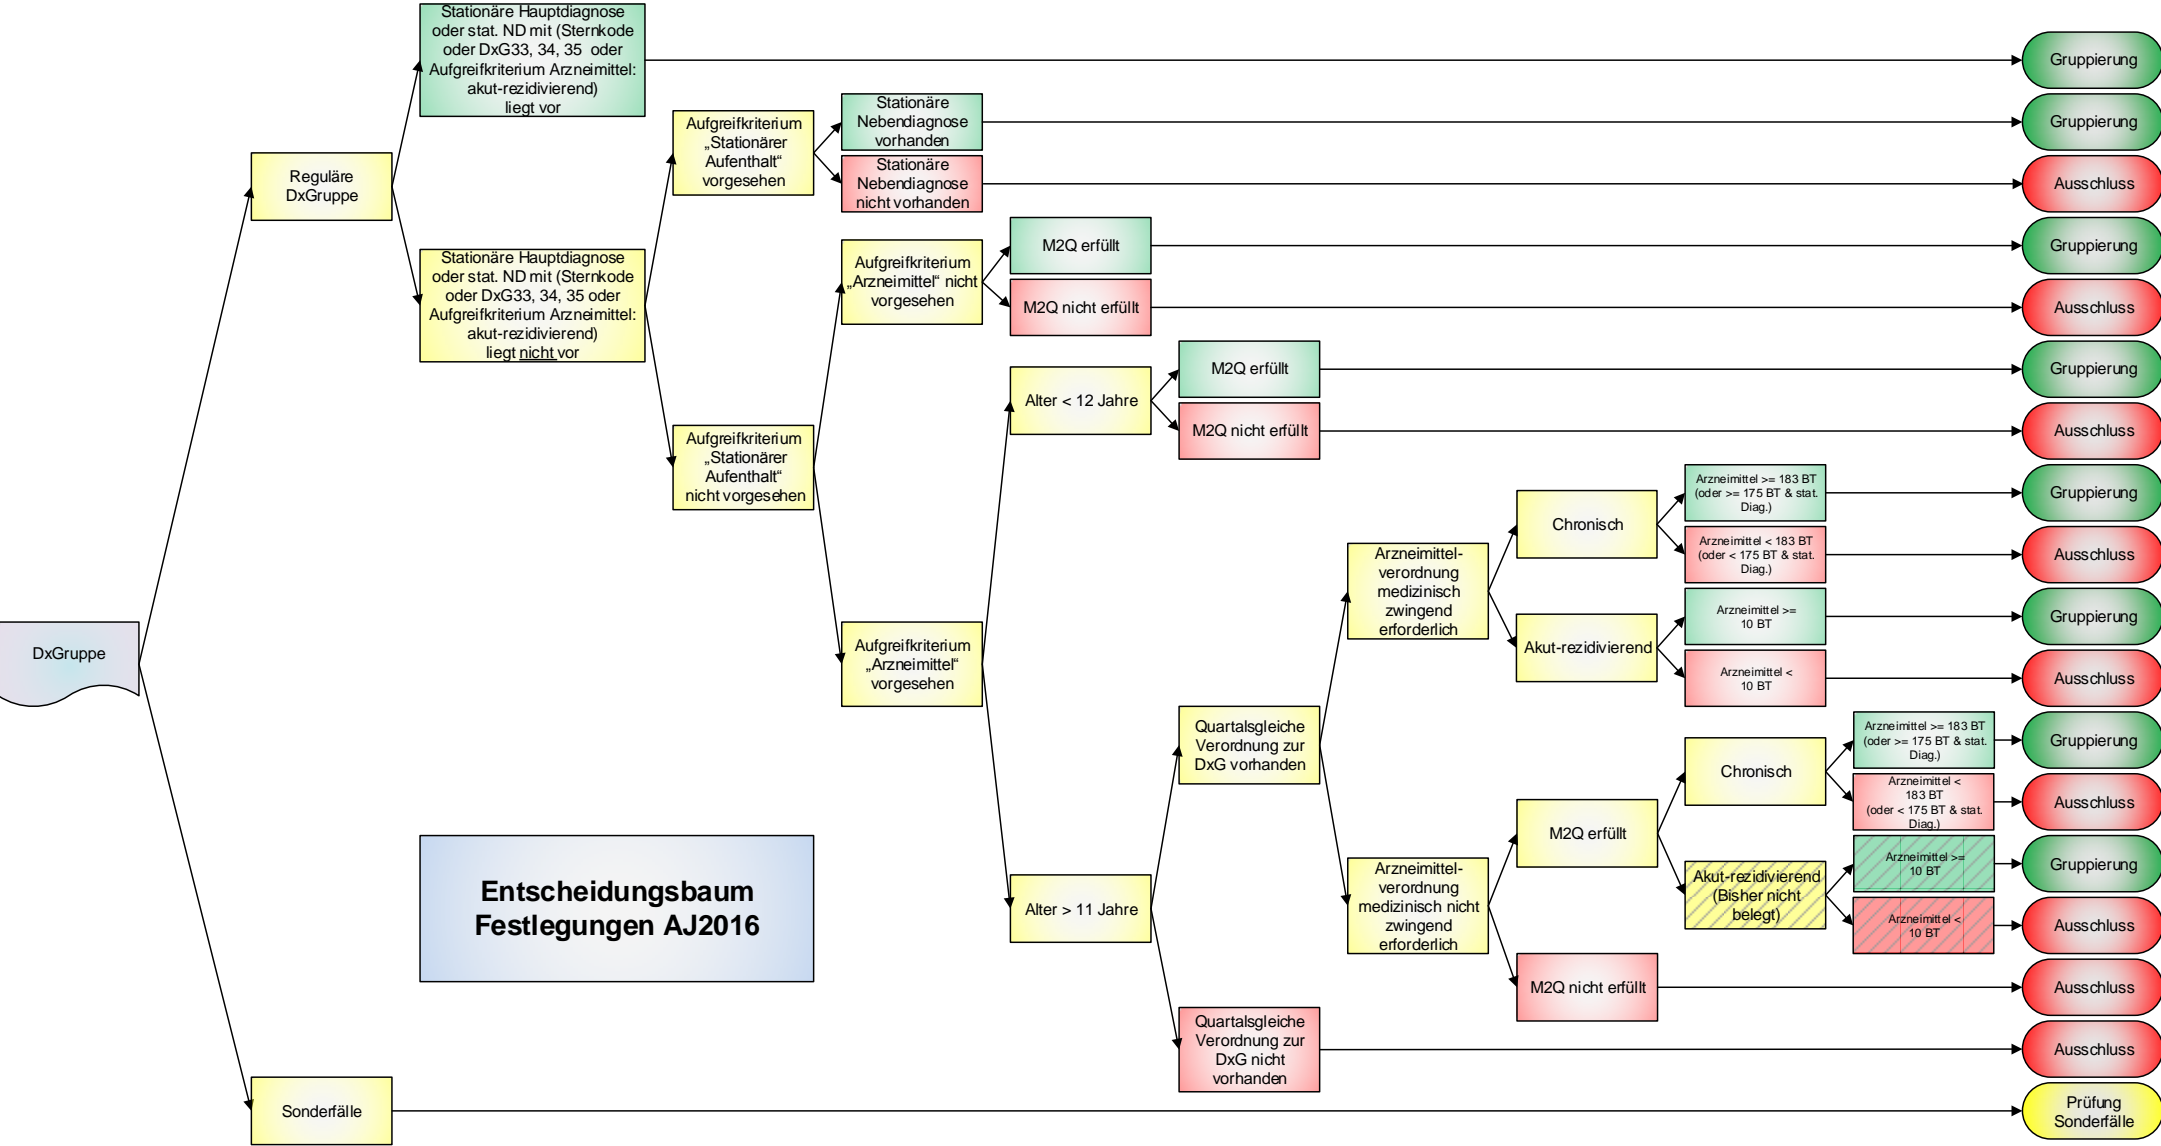 DxGruppe
Reguläre
DxGruppe
Sonderfälle
Stationäre Hauptdiagnose
oder stat. ND mit (Sternkode
oder DxG33, 34, 35 oder
Aufgreifkriterium Arzneimittel:
akut-rezidivierend)
liegt vor
Stationäre Hauptdiagnose
oder stat. ND mit (Sternkode
oder DxG33, 34, 35 oder
Aufgreifkriterium Arzneimittel:
akut-rezidivierend)
liegt nicht vor
Entscheidungsbaum
Festlegungen AJ2016
Aufgreifkriterium
„Stationärer
Aufenthalt“
vorgesehen
Aufgreifkriterium
„Stationärer
Aufenthalt“
nicht vorgesehen
Stationäre
Nebendiagnose
vorhanden
Stationäre
Nebendiagnose
nicht vorhanden
Aufgreifkriterium
„Arzneimittel“ nicht
vorgesehen
Aufgreifkriterium
„Arzneimittel“
vorgesehen
M2Q erfüllt
M2Q nicht erfüllt
Alter < 12 Jahre
Alter > 11 Jahre
M2Q erfüllt
M2Q nicht erfüllt
Quartalsgleiche
Verordnung zur
DxG vorhanden
Quartalsgleiche
Verordnung zur
DxG nicht
vorhanden
Arzneimittel-
verordnung
medizinisch
zwingend
erforderlich
Arzneimittel-
verordnung
medizinisch nicht
zwingend
erforderlich
Chronisch
Akut-rezidivierend
M2Q erfüllt
M2Q nicht erfüllt
Arzneimittel >= 183 BT
(oder >= 175 BT & stat.
Diag.)
Arzneimittel < 183 BT
(oder < 175 BT & stat.
Diag.)
Arzneimittel >=
10 BT
Arzneimittel <
10 BT
Chronisch
Akut-rezidivierend
(Bisher nicht
belegt)
Arzneimittel >= 183 BT
(oder >= 175 BT & stat.
Diag.)
Arzneimittel <
183 BT
(oder < 175 BT & stat.
Diag.)
Arzneimittel >=
10 BT
Arzneimittel <
10 BT
Gruppierung
Gruppierung
Ausschluss
Gruppierung
Ausschluss
Gruppierung
Ausschluss
Gruppierung
Ausschluss
Gruppierung
Ausschluss
Gruppierung
Ausschluss
Gruppierung
Ausschluss
Ausschluss
Ausschluss
Prüfung
Sonderfälle